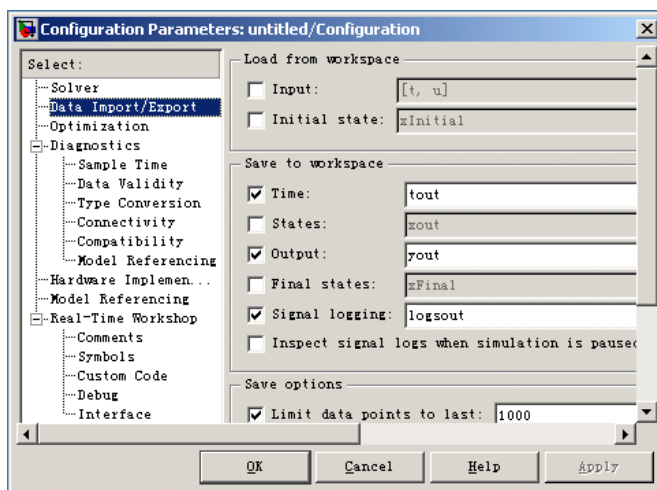 Configuration Parameters: untitled/Configuration
Select:
Solver
Data Import/Export
Optimization
Diagnostics
Sample Time
Data Validity
Type Conversion
Connectivity
Compatibility
Model Referencing
Hardware Implemen...
Model Referencing
Real-Time Workshop
Comments
Symbols
Custom Code
Debug
Interface
Load from workspace
Input: [t, u]
Initial state: xInitial
Save to workspace
Time: tout
States: xout
Output: yout
Final states: xFinal
Signal logging: logsout
Inspect signal logs when simulation is paused
Save options
Limit data points to last: 1000
OK Cancel Help Apply